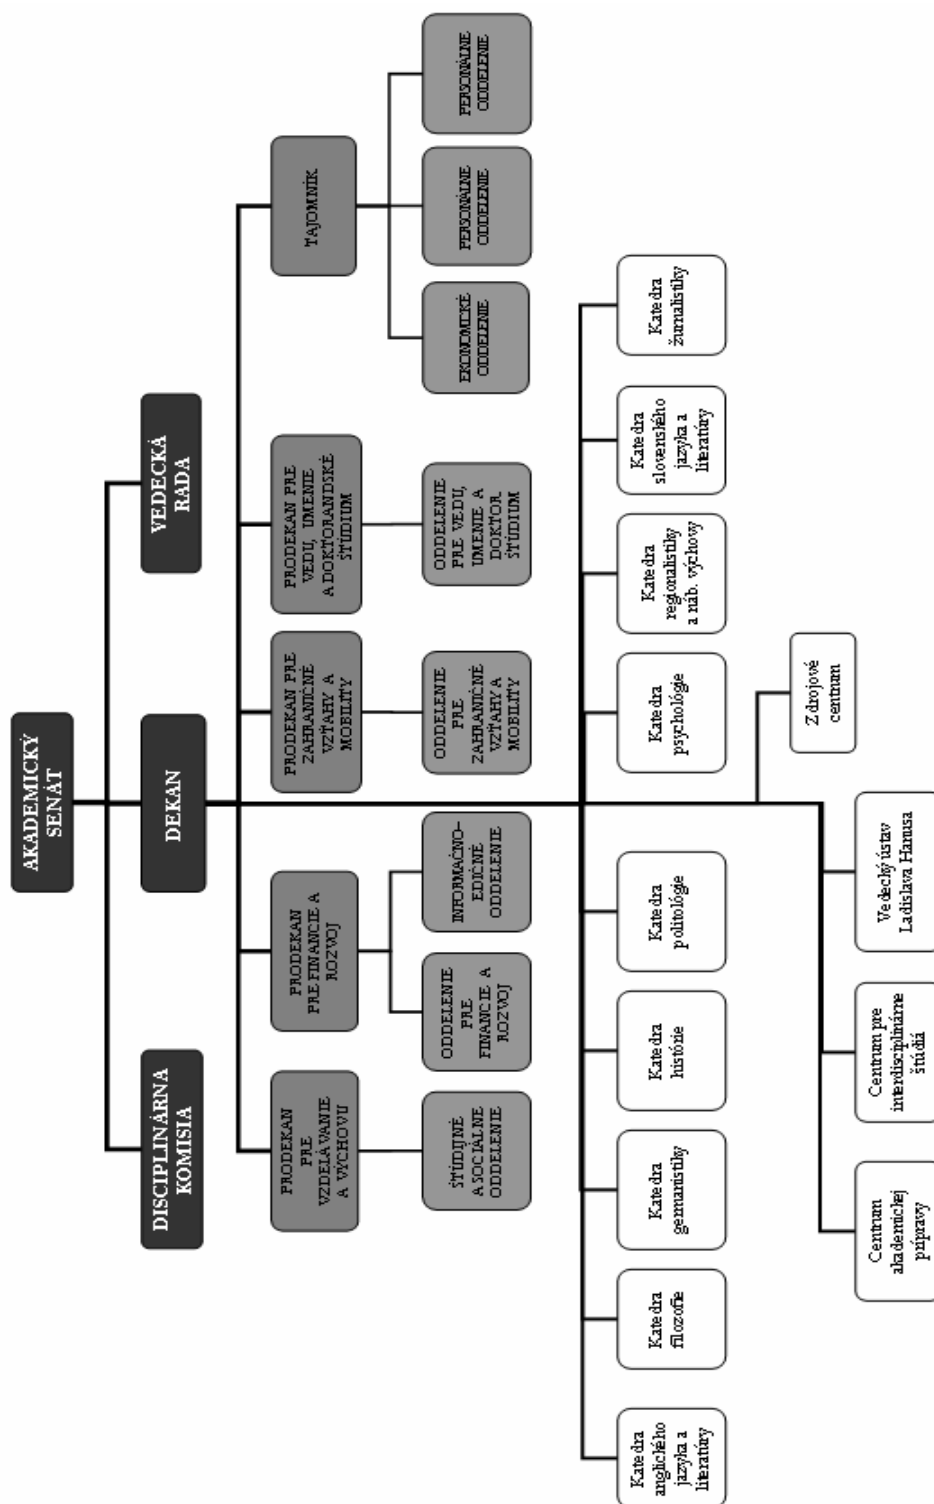 AKADEMICKÝ
SENÁT
DISCIPLINÁRNA
KOMISIA
DEKAN
VEDECKÁ
RADA
PRODEKAN
PRE
VZDELÁVANIE
A VÝCHOVU
PRODEKAN
PRE FINANCIE A
ROZVOJ
PRODEKAN PRE
ZAHRANIČNÉ
VZŤAHY A
MOBILITY
PRODEKAN PRE
VEDU, UMENIE
A DOKTORANDSKÉ
ŠTÚDIUM
TAJOMNÍK
ŠTÚDIJNÉ
A SOCIÁLNE
ODDELENIE
ODDELENIE
PRE
FINANCIE A
ROZVOJ
INFORMAČNO–
EDIČNÉ
ODDELENIE
ODDELENIE
PRE
ZAHRANIČNÉ
VZŤAHY A
MOBILITY
ODDELENIE
PRE VEDU,
UMENIE A
DOKTOR
ŠTÚDIUM
EKONOMICKÉ
ODDELENIE
PERSONÁLNE
ODDELENIE
PERSONÁLNE
ODDELENIE
Katedra
anglického
jazyka a
literatúry
Katedra
filozofie
Katedra
germanistiky
Katedra
histórie
Katedra
politológie
Katedra
psychológie
Katedra
regionalistiky
a náb. výchovy
Katedra
slovenského
jazyka a
literatúry
Katedra
žurnalistiky
Zdrojové
centrum
Centrum
akademickej
prípravy
Centrum pre
interdisciplinárne
štúdiá
Vedecký ústav
Ladislava Hanusa